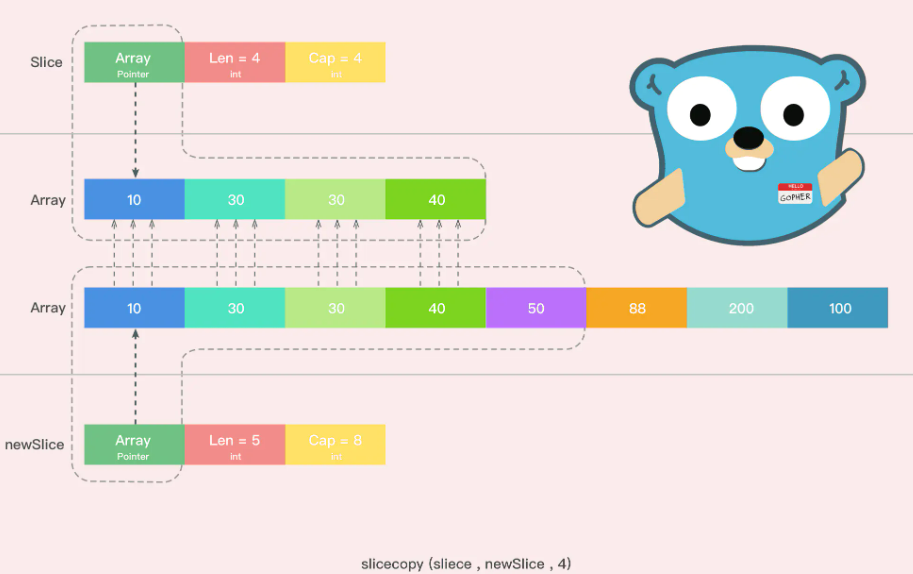 Slice
Array
Pointer
Len = 4
int
Cap = 4
int
HELLO
GOPHER
Array
10
30
30
40
Array
10
30
30
40
50
88
200
100
newSlice
Array
Pointer
Len = 5
int
Cap = 8
int
slicecopy (sliece , newSlice , 4)